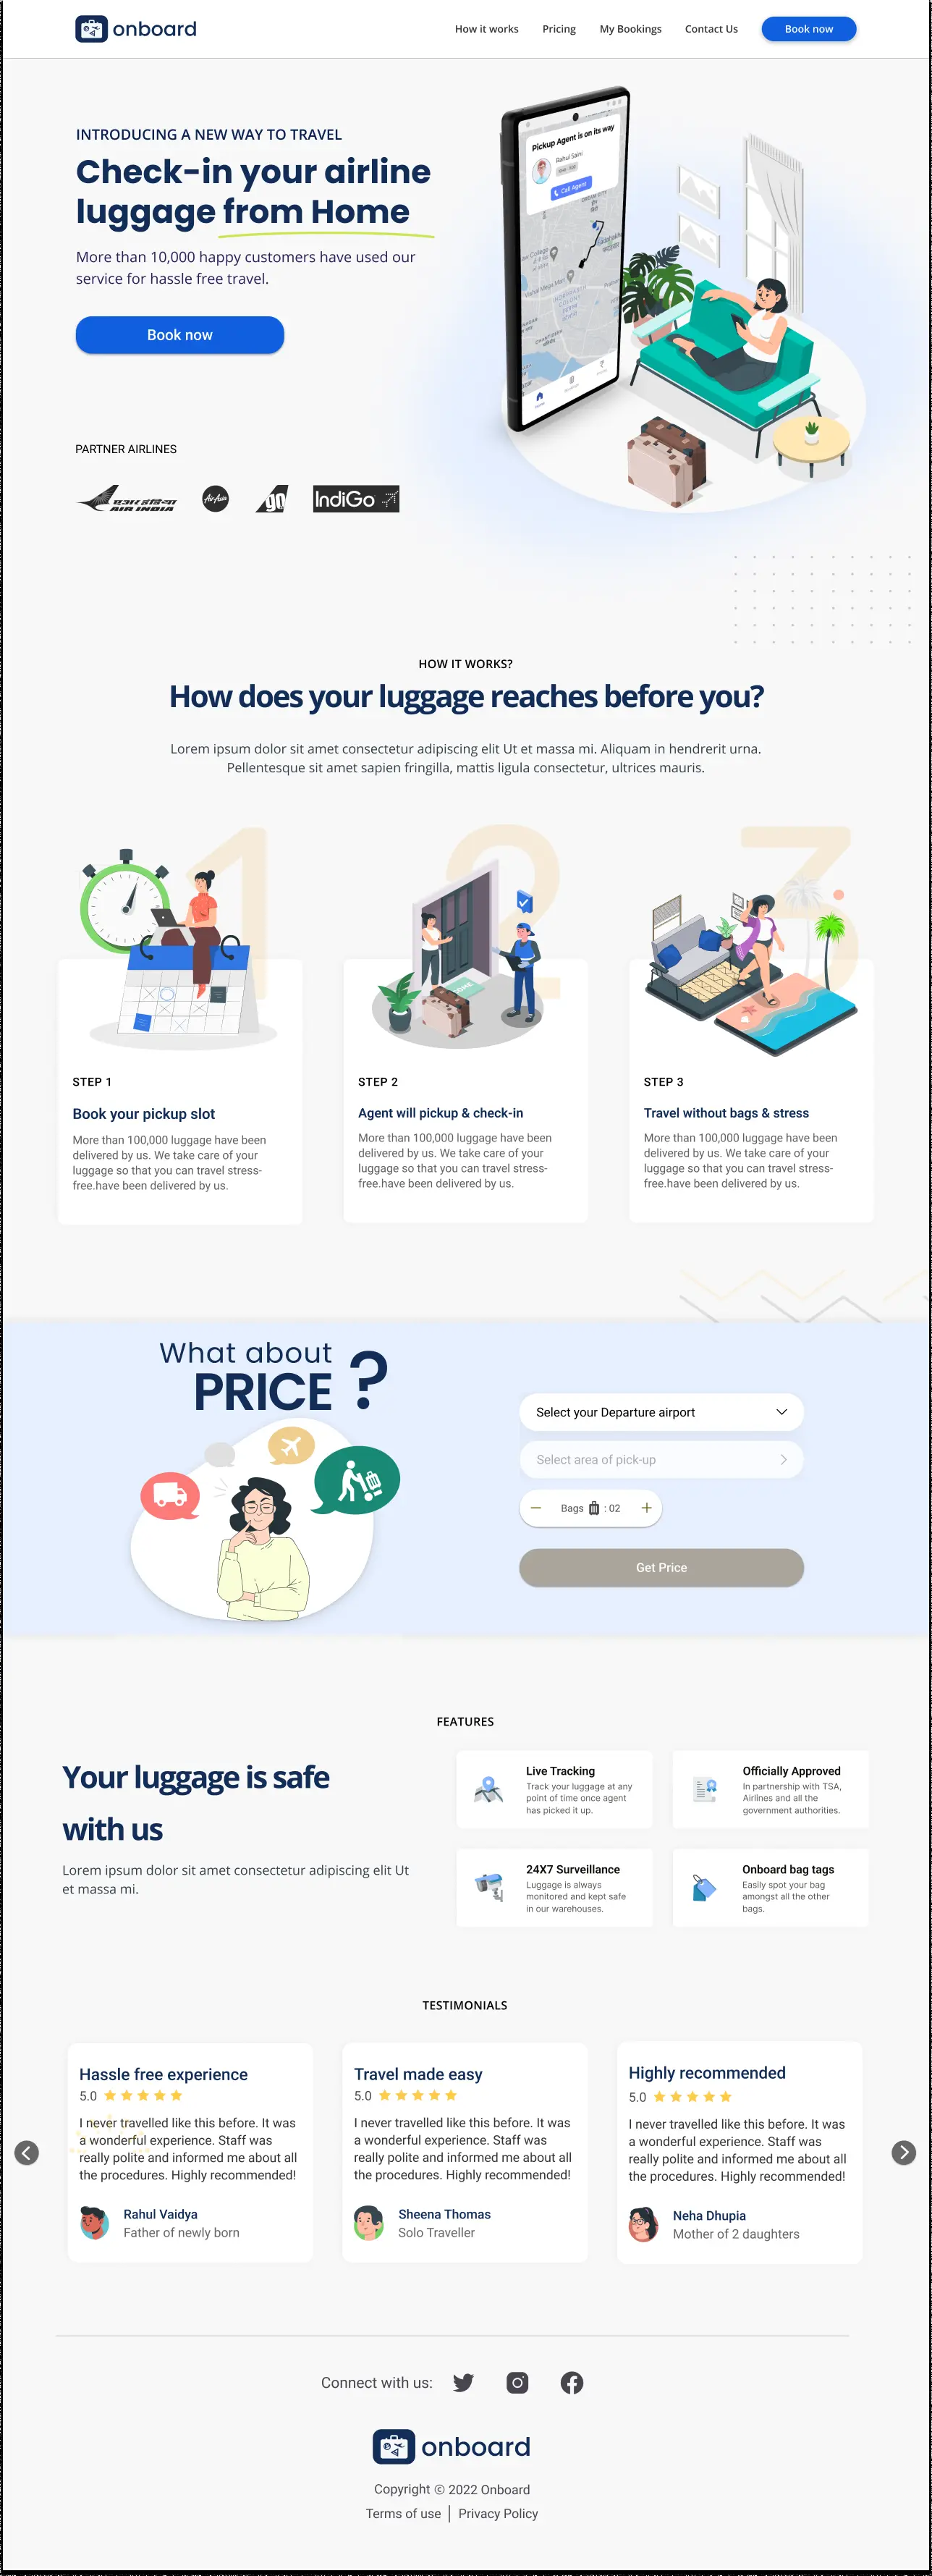 onboard
How it works
Pricing
My Bookings
Contact Us
Book now
INTRODUCING A NEW WAY TO TRAVEL
Check-in your airline
luggage from Home
More than 10,000 happy customers have used our
service for hassle free travel.
Book now
Pickup Agent is on its way
Rahul Saini
Call Agent
PARTNER AIRLINES
AIR INDIA
AirAsia
go
IndiGo
HOW IT WORKS?
How does your luggage reaches before you?
Lorem ipsum dolor sit amet consectetur adipiscing elit Ut et massa mi. Aliquam in hendrerit urna.
Pellentesque sit amet sapien fringilla, mattis ligula consectetur, ultrices mauris.
1
2
3
STEP 1
Book your pickup slot
More than 100,000 luggage have been
delivered by us. We take care of your
luggage so that you can travel stress-
free.have been delivered by us.
STEP 2
Agent will pickup & check-in
More than 100,000 luggage have been
delivered by us. We take care of your
luggage so that you can travel stress-
free.have been delivered by us.
STEP 3
Travel without bags & stress
More than 100,000 luggage have been
delivered by us. We take care of your
luggage so that you can travel stress-
free.have been delivered by us.
What about
PRICE ?
Select your Departure airport
Select area of pick-up
Bags : 02
Get Price
FEATURES
Your luggage is safe
with us
Lorem ipsum dolor sit amet consectetur adipiscing elit Ut
et massa mi.
Live Tracking
Track your luggage at any
point of time once agent
has picked it up.
Officially Approved
In partnership with TSA,
Airlines and all the
government authorities.
24X7 Surveillance
Luggage is always
monitored and kept safe
in our warehouses.
Onboard bag tags
Easily spot your bag
amongst all the other
bags.
TESTIMONIALS
Hassle free experience
5.0
I never travelled like this before. It was
a wonderful experience. Staff was
really polite and informed me about all
the procedures. Highly recommended!
Rahul Vaidya
Father of newly born
Travel made easy
5.0
I never travelled like this before. It was
a wonderful experience. Staff was
really polite and informed me about all
the procedures. Highly recommended!
Sheena Thomas
Solo Traveller
Highly recommended
5.0
I never travelled like this before. It was
a wonderful experience. Staff was
really polite and informed me about all
the procedures. Highly recommended!
Neha Dhupia
Mother of 2 daughters
Connect with us:
onboard
Copyright © 2022 Onboard
Terms of use | Privacy Policy